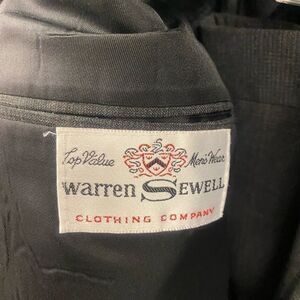 Top Value Men's Wear
warren SEWELL
CLOTHING COMPANY